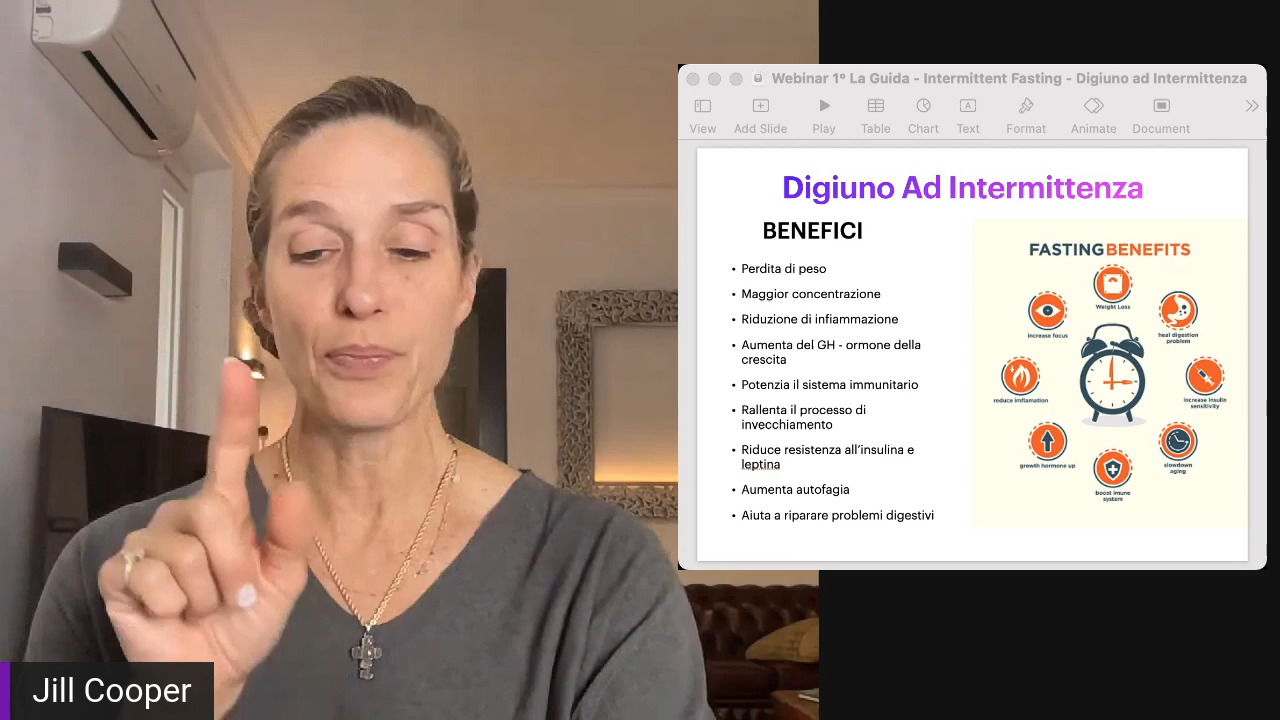 Webinar 1° La Guida - Intermittent Fasting - Digiuno ad Intermittenza
View
Add Slide
Play
Table
Chart
Text
Format
Animate
Document
Digiuno Ad Intermittenza
BENEFICI
• Perdita di peso
• Maggior concentrazione
• Riduzione di infiammazione
• Aumenta del GH - ormone della
crescita
• Potenzia il sistema immunitario
• Rallenta il processo di
invecchiamento
• Riduce resistenza all'insulina e
leptina
• Aumenta autofagia
• Aiuta a riparare problemi digestivi
FASTING BENEFITS
Weight Loss
increase focus
heal digestion
problem
reduce imflamation
increase insulin
sensitivity
growth hormone up
slowdown
aging
boost imune
system
Jill Cooper